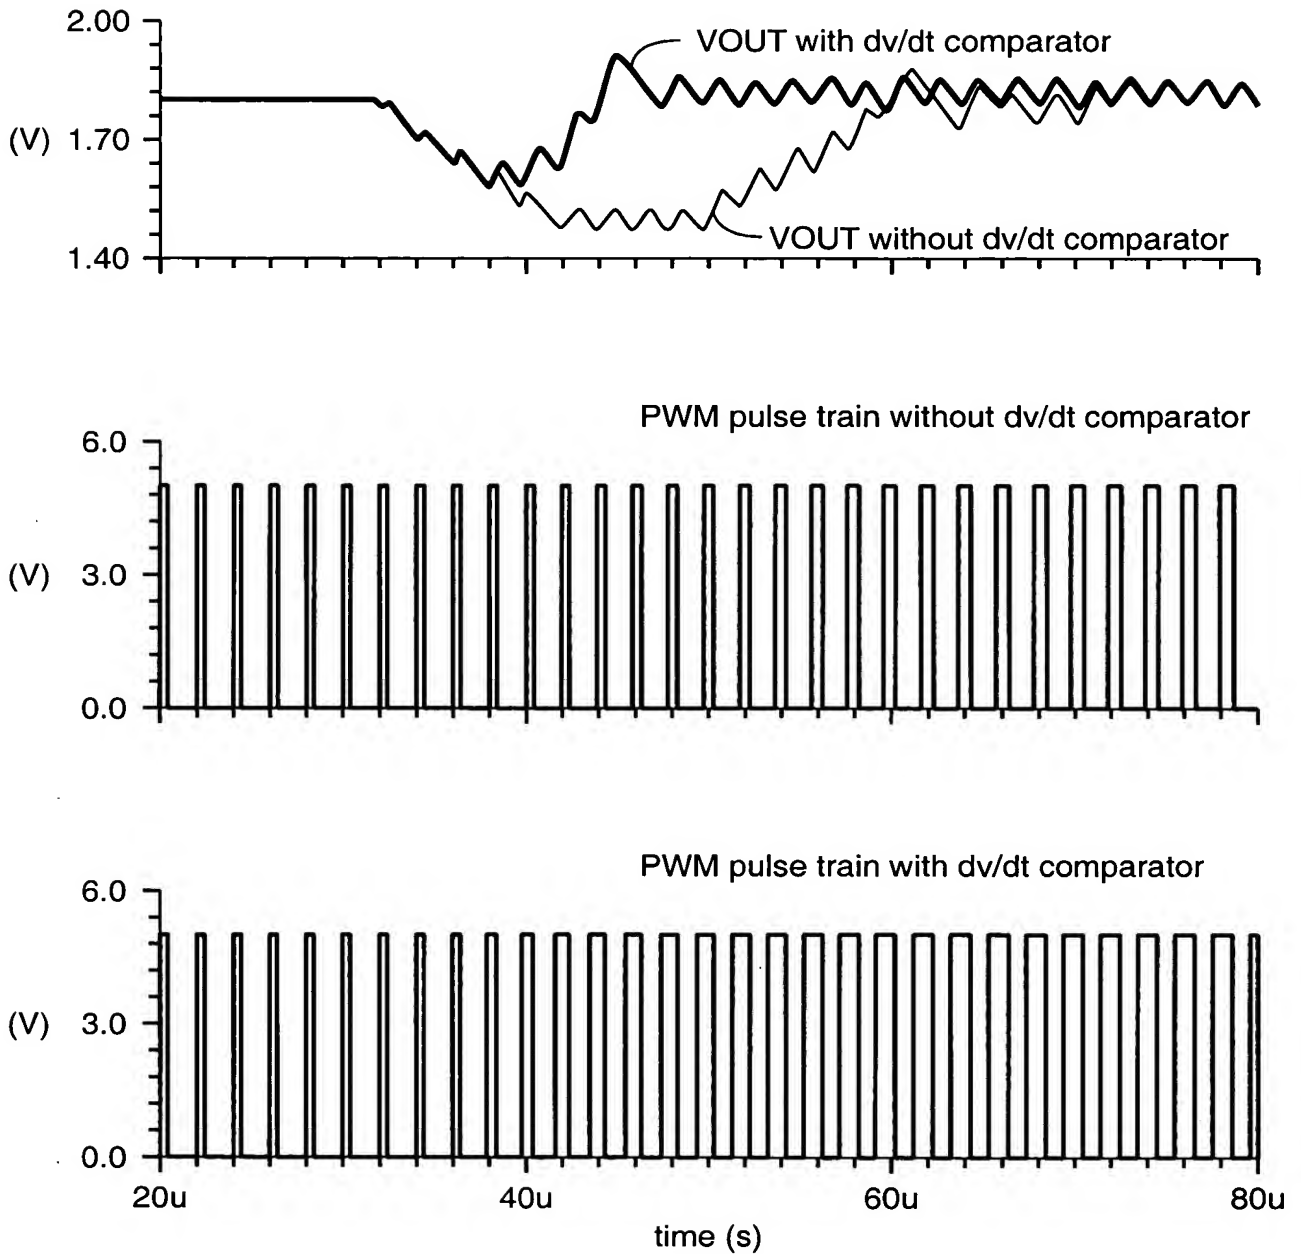 2.00
VOUT with dv/dt comparator
(V)
1.70
VOUT without dv/dt comparator
1.40
PWM pulse train without dv/dt comparator
6.0
(V)
3.0
0.0
PWM pulse train with dv/dt comparator
6.0
(V)
3.0
0.0
20u
40u
60u
80u
time (s)